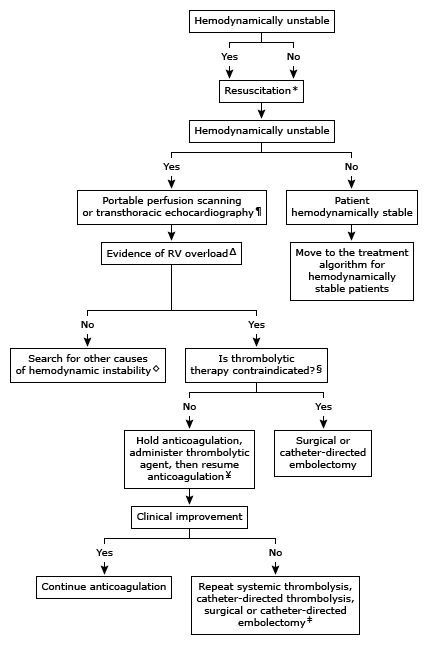 Hemodynamically unstable
Yes
No
Resuscitation*
Hemodynamically unstable
Yes
No
Portable perfusion scanning
or transthoracic echocardiography¶
Patient
hemodynamically stable
Evidence of RV overloadΔ
Move to the treatment
algorithm for
hemodynamically
stable patients
No
Yes
Search for other causes
of hemodynamic instability◇
Is thrombolytic
therapy contraindicated?§
No
Yes
Hold anticoagulation,
administer thrombolytic
agent, then resume
anticoagulation¥
Surgical or
catheter-directed
embolectomy
Clinical improvement
Yes
No
Continue anticoagulation
Repeat systemic thrombolysis,
catheter-directed thrombolysis,
surgical or catheter-directed
embolectomy‡